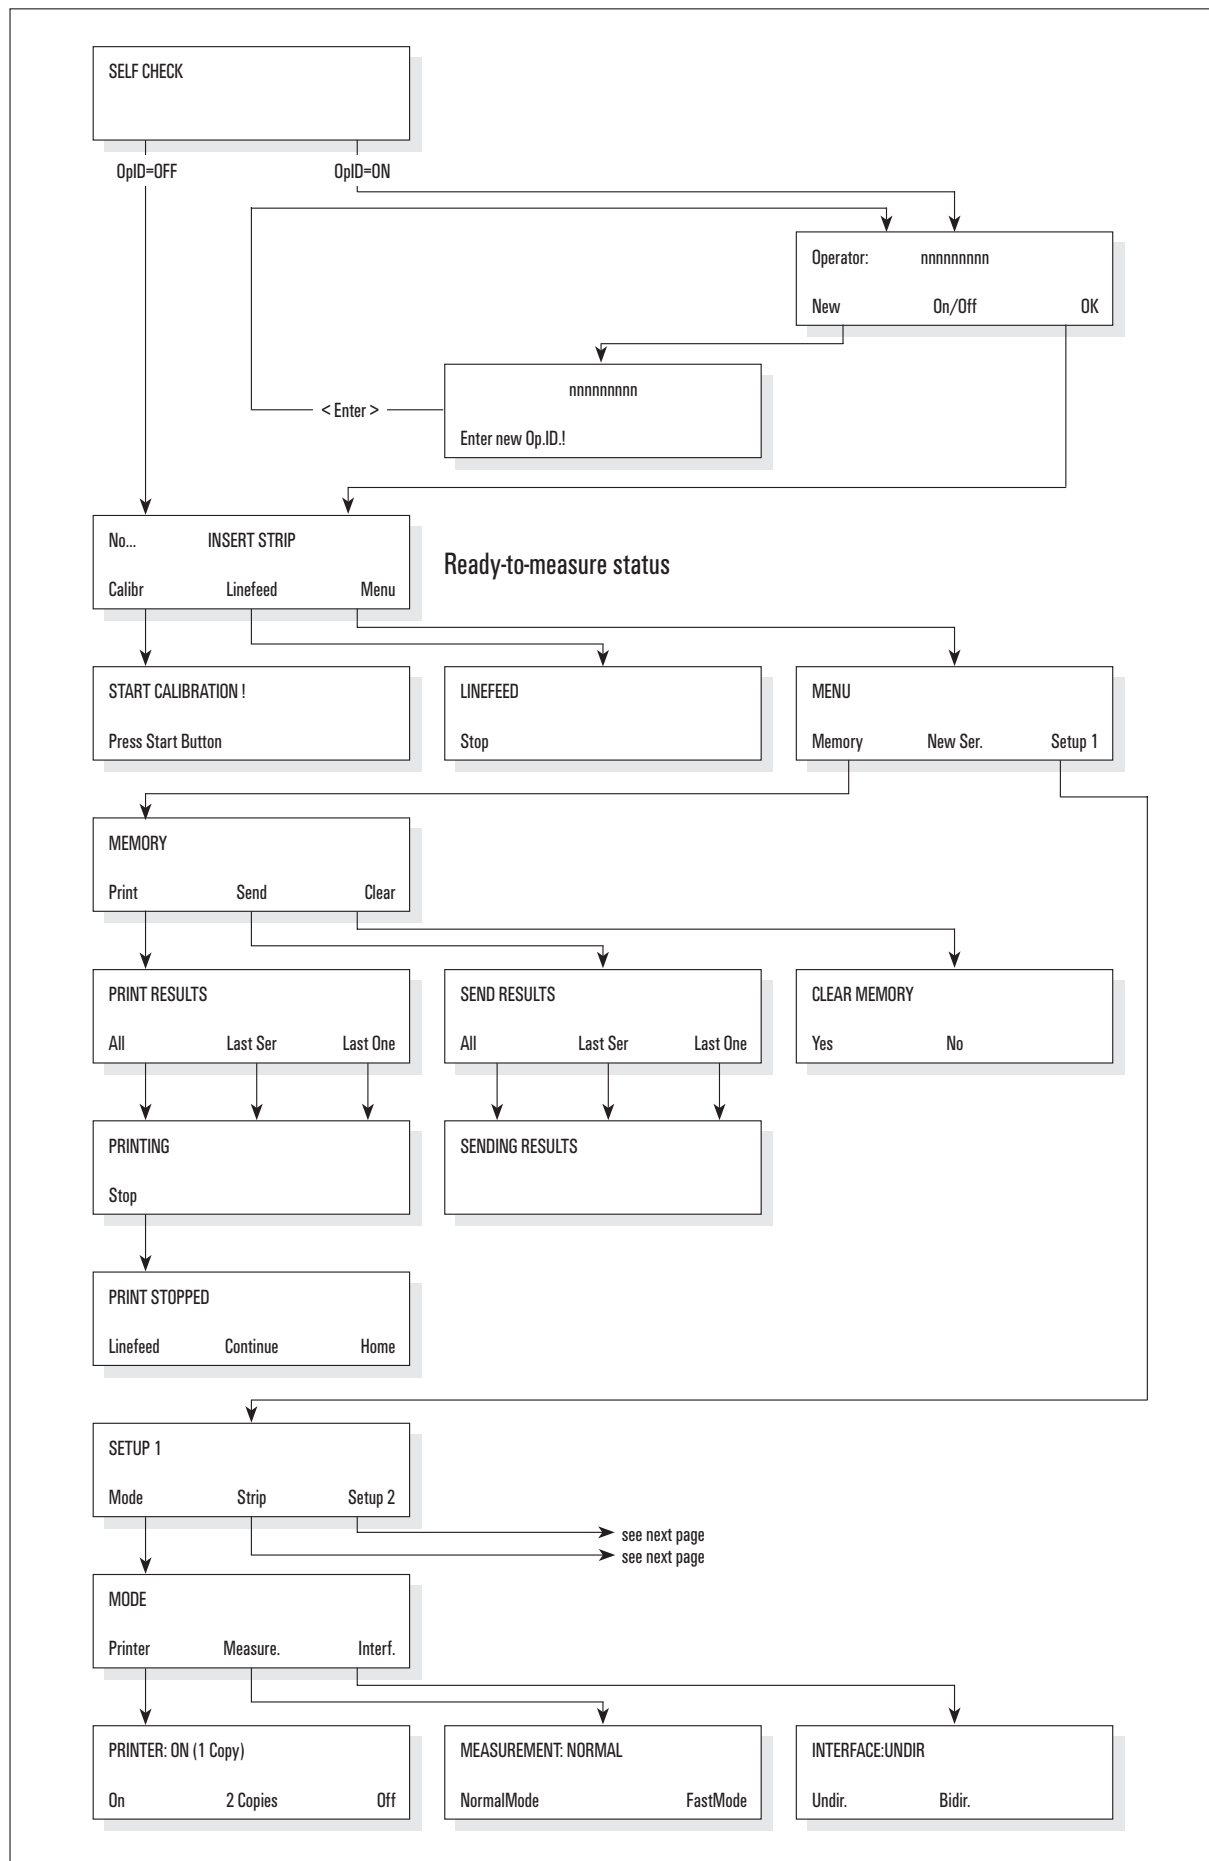 SELF CHECK
OpID=OFF
OpID=ON
Operator: nnnnnnnnn
New On/Off OK
nnnnnnnnn
< Enter >
Enter new Op.ID.!
No... INSERT STRIP
Calibr Linefeed Menu
Ready-to-measure status
START CALIBRATION !
Press Start Button
LINEFEED
Stop
MENU
Memory New Ser. Setup 1
MEMORY
Print Send Clear
PRINT RESULTS
All Last Ser Last One
SEND RESULTS
All Last Ser Last One
CLEAR MEMORY
Yes No
PRINTING
Stop
SENDING RESULTS
PRINT STOPPED
Linefeed Continue Home
SETUP 1
Mode Strip Setup 2
see next page
see next page
MODE
Printer Measure. Interf.
PRINTER: ON (1 Copy)
On 2 Copies Off
MEASUREMENT: NORMAL
NormalMode FastMode
INTERFACE:UNDIR
Undir. Bidir.